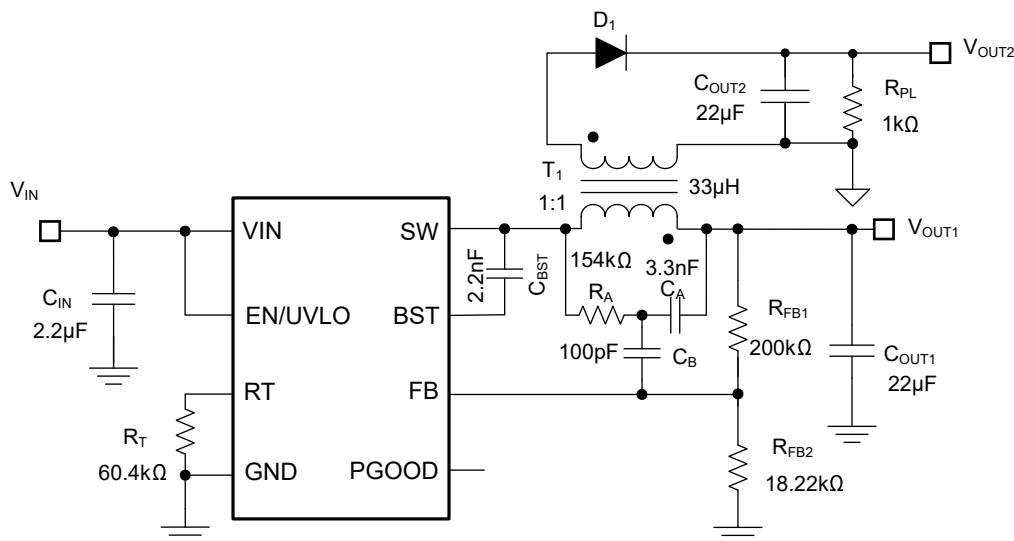 D1
VOUT2
COUT2
22µF
RPL
1kΩ
T1
1:1
33µH
VIN
VOUT1
VIN
SW
2.2nF
CBST
154kΩ
3.3nF
RA
CA
CIN
2.2µF
EN/UVLO
BST
RFB1
200kΩ
100pF
CB
COUT1
22µF
RT
FB
RT
60.4kΩ
GND
PGOOD
RFB2
18.22kΩ